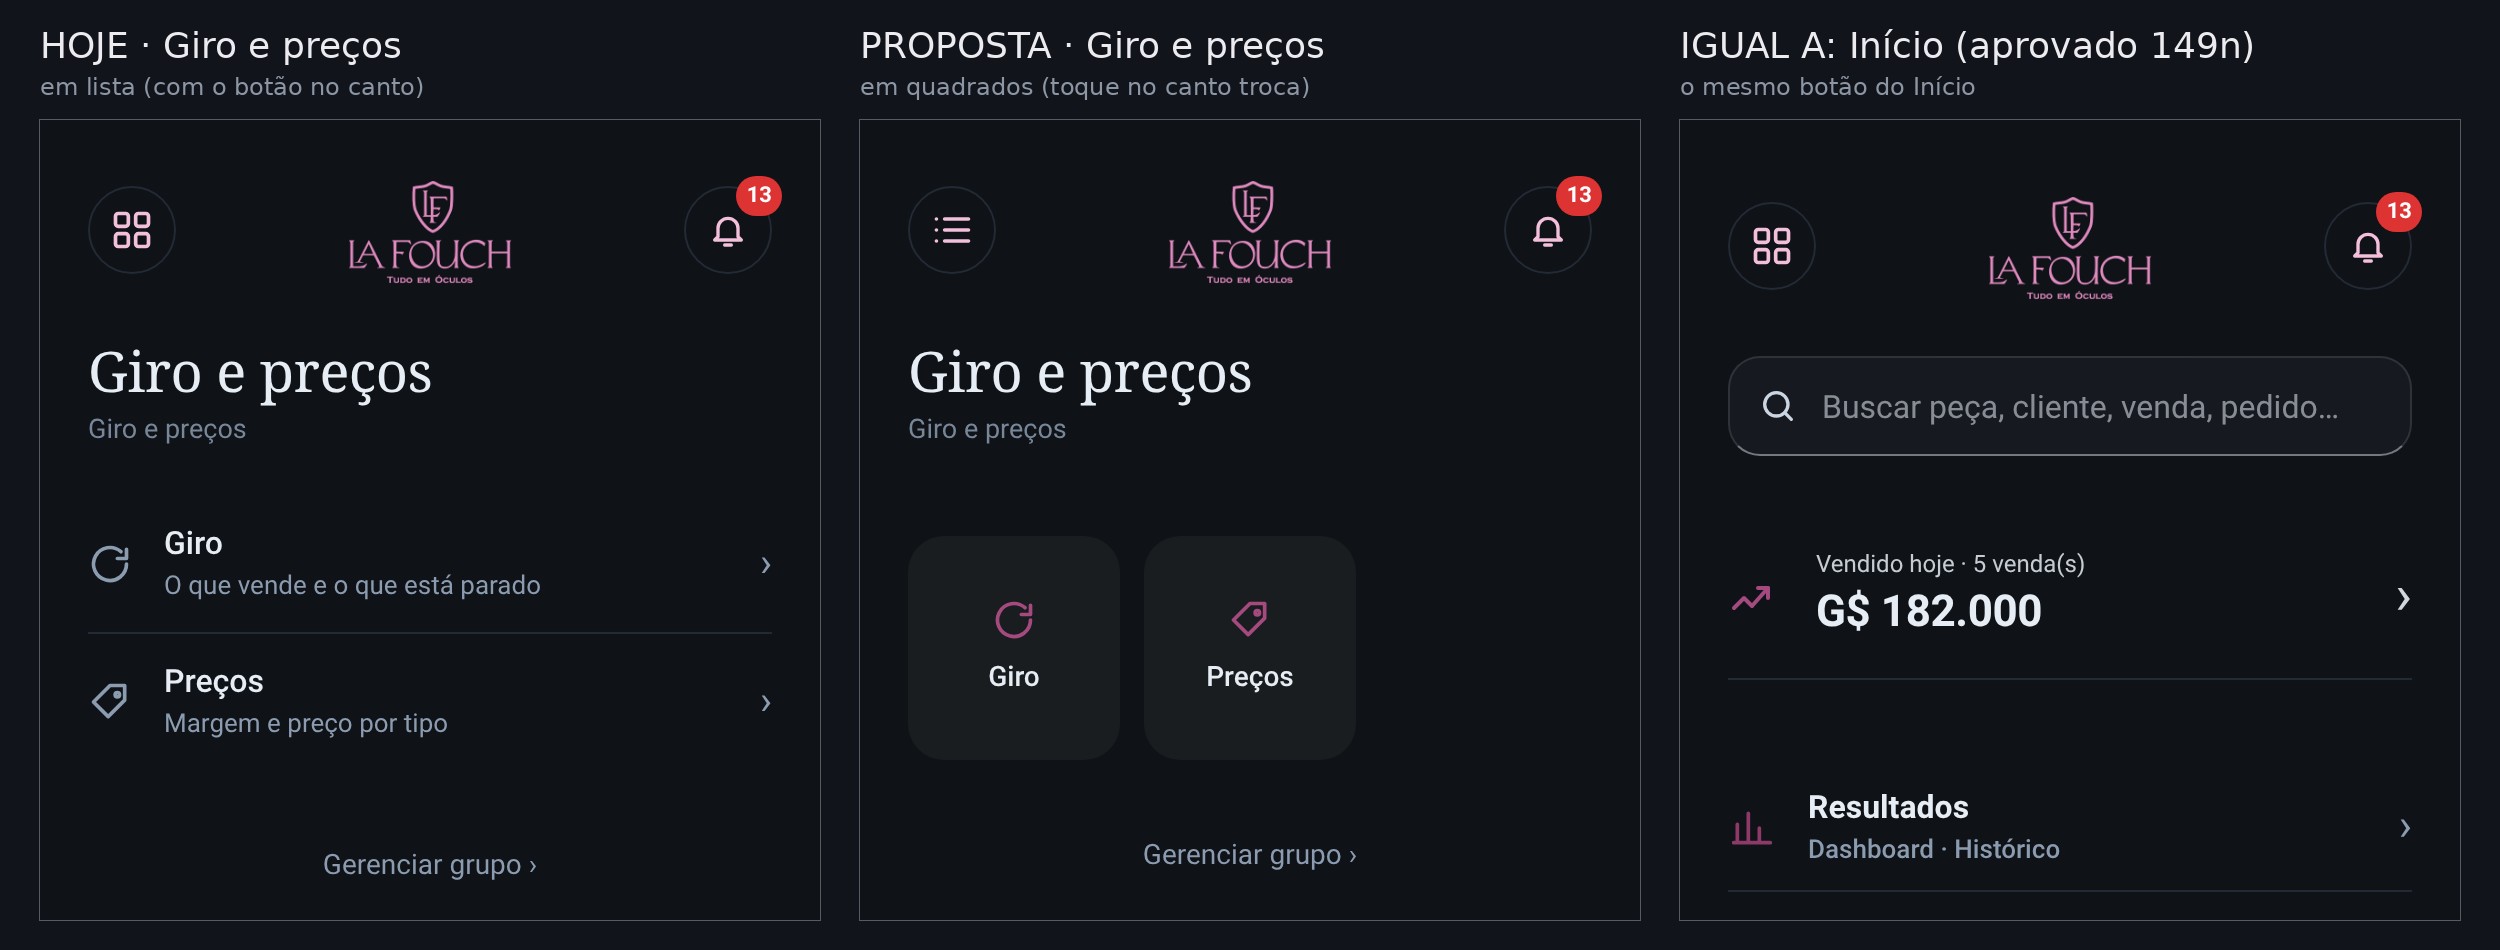 HOJE · Giro e preços
em lista (com o botão no canto)
13
LF
LA FOUCH
TUDO EM ÓCULOS
Giro e preços
Giro e preços
Giro
O que vende e o que está parado
›
Preços
Margem e preço por tipo
›
Gerenciar grupo ›
PROPOSTA · Giro e preços
em quadrados (toque no canto troca)
13
LF
LA FOUCH
TUDO EM ÓCULOS
Giro e preços
Giro e preços
Giro
Preços
Gerenciar grupo ›
IGUAL A: Início (aprovado 149n)
o mesmo botão do Início
13
LF
LA FOUCH
TUDO EM ÓCULOS
Buscar peça, cliente, venda, pedido...
Vendido hoje · 5 venda(s)
G$ 182.000
›
Resultados
Dashboard · Histórico
›